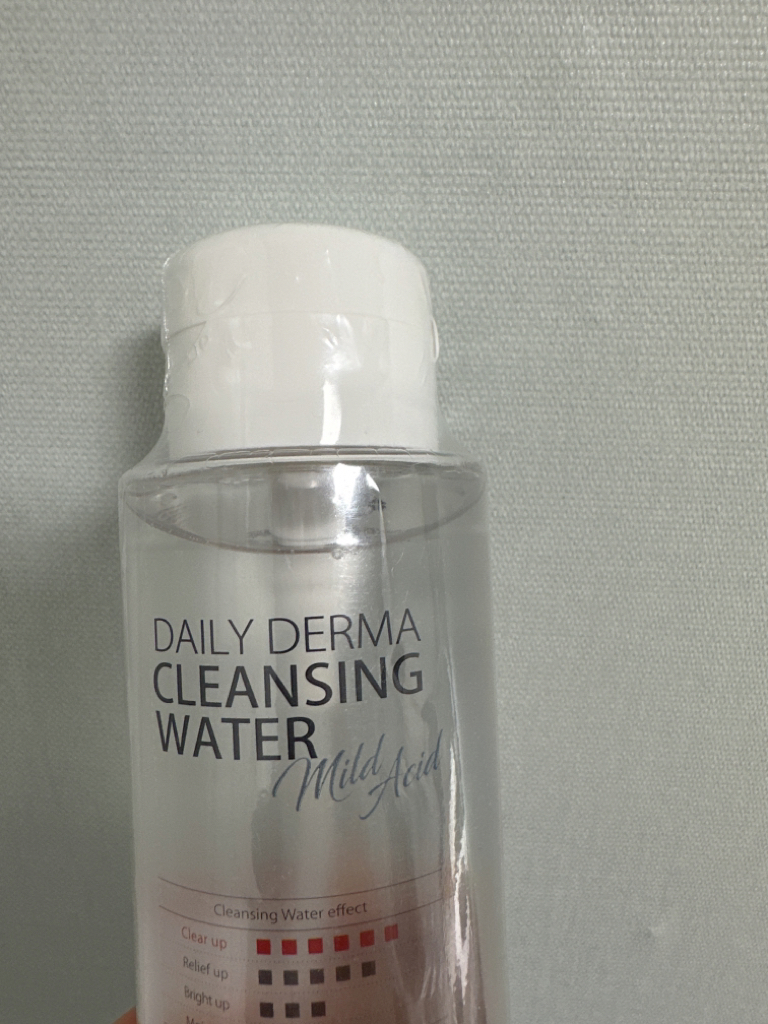 DAILY DERMA
CLEANSING
WATER
Mild Acid
Cleansing Water effect
Clear up
Relief up
Bright up